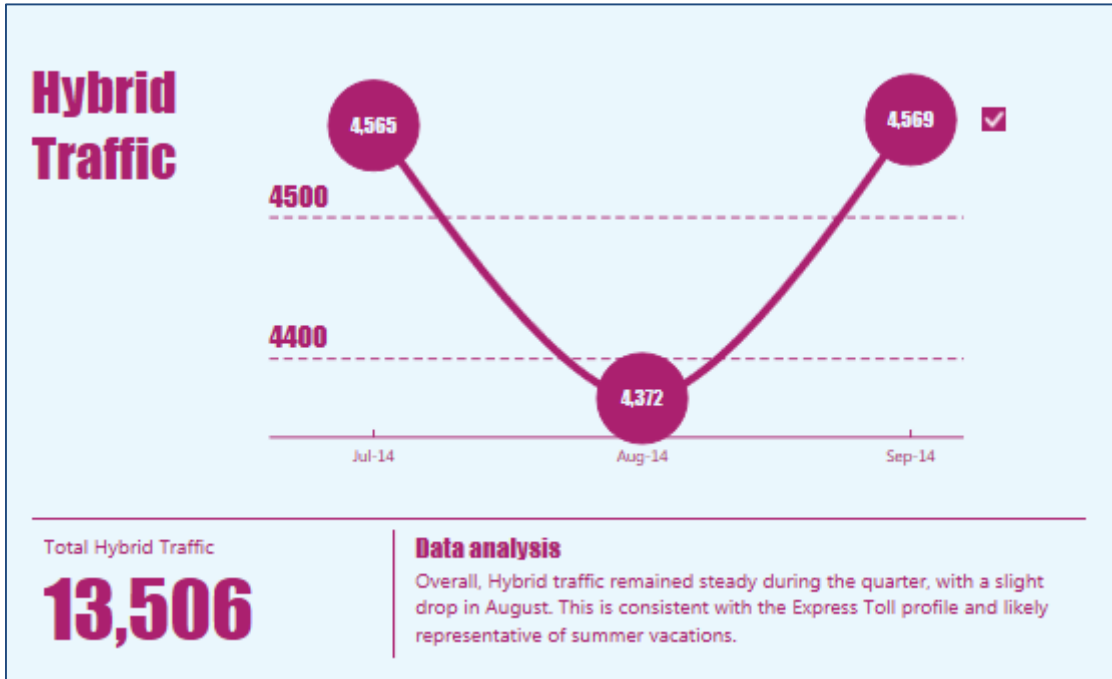 Hybrid
Traffic
4,565
4,569
4500
4400
4,372
Jul-14
Aug-14
Sep-14
Total Hybrid Traffic
13,506
Data analysis
Overall, Hybrid traffic remained steady during the quarter, with a slight
drop in August. This is consistent with the Express Toll profile and likely
representative of summer vacations.